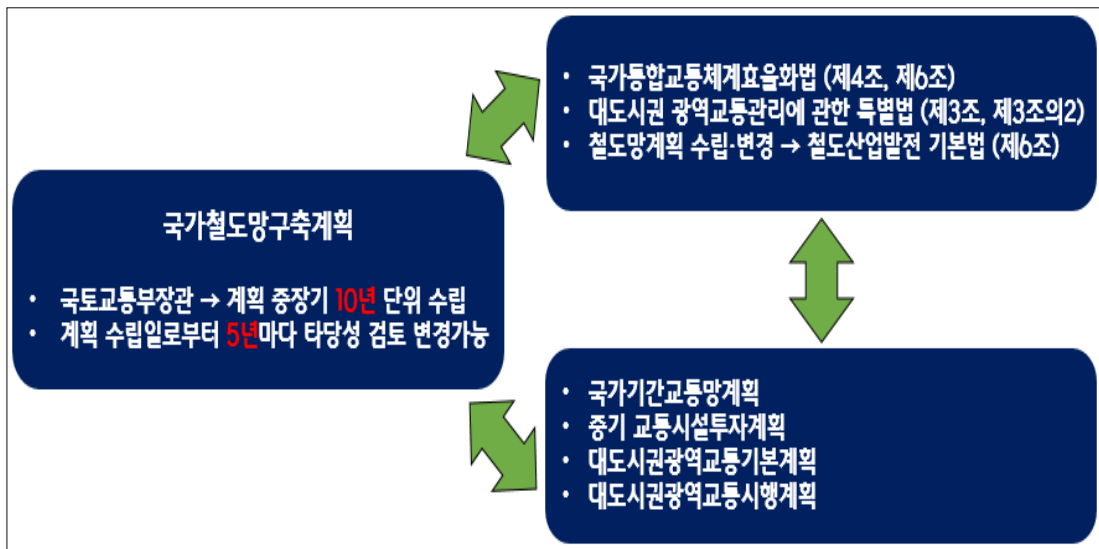 • 국가통합교통체계효율화법 (제4조, 제6조)
• 대도시권 광역교통관리에 관한 특별법 (제3조, 제3조의2)
• 철도망계획 수립·변경 → 철도산업발전 기본법 (제6조)
국가철도망구축계획
• 국토교통부장관 → 계획 중장기 10년 단위 수립
• 계획 수립일로부터 5년마다 타당성 검토 변경가능
• 국가기간교통망계획
• 중기 교통시설투자계획
• 대도시권광역교통기본계획
• 대도시권광역교통시행계획